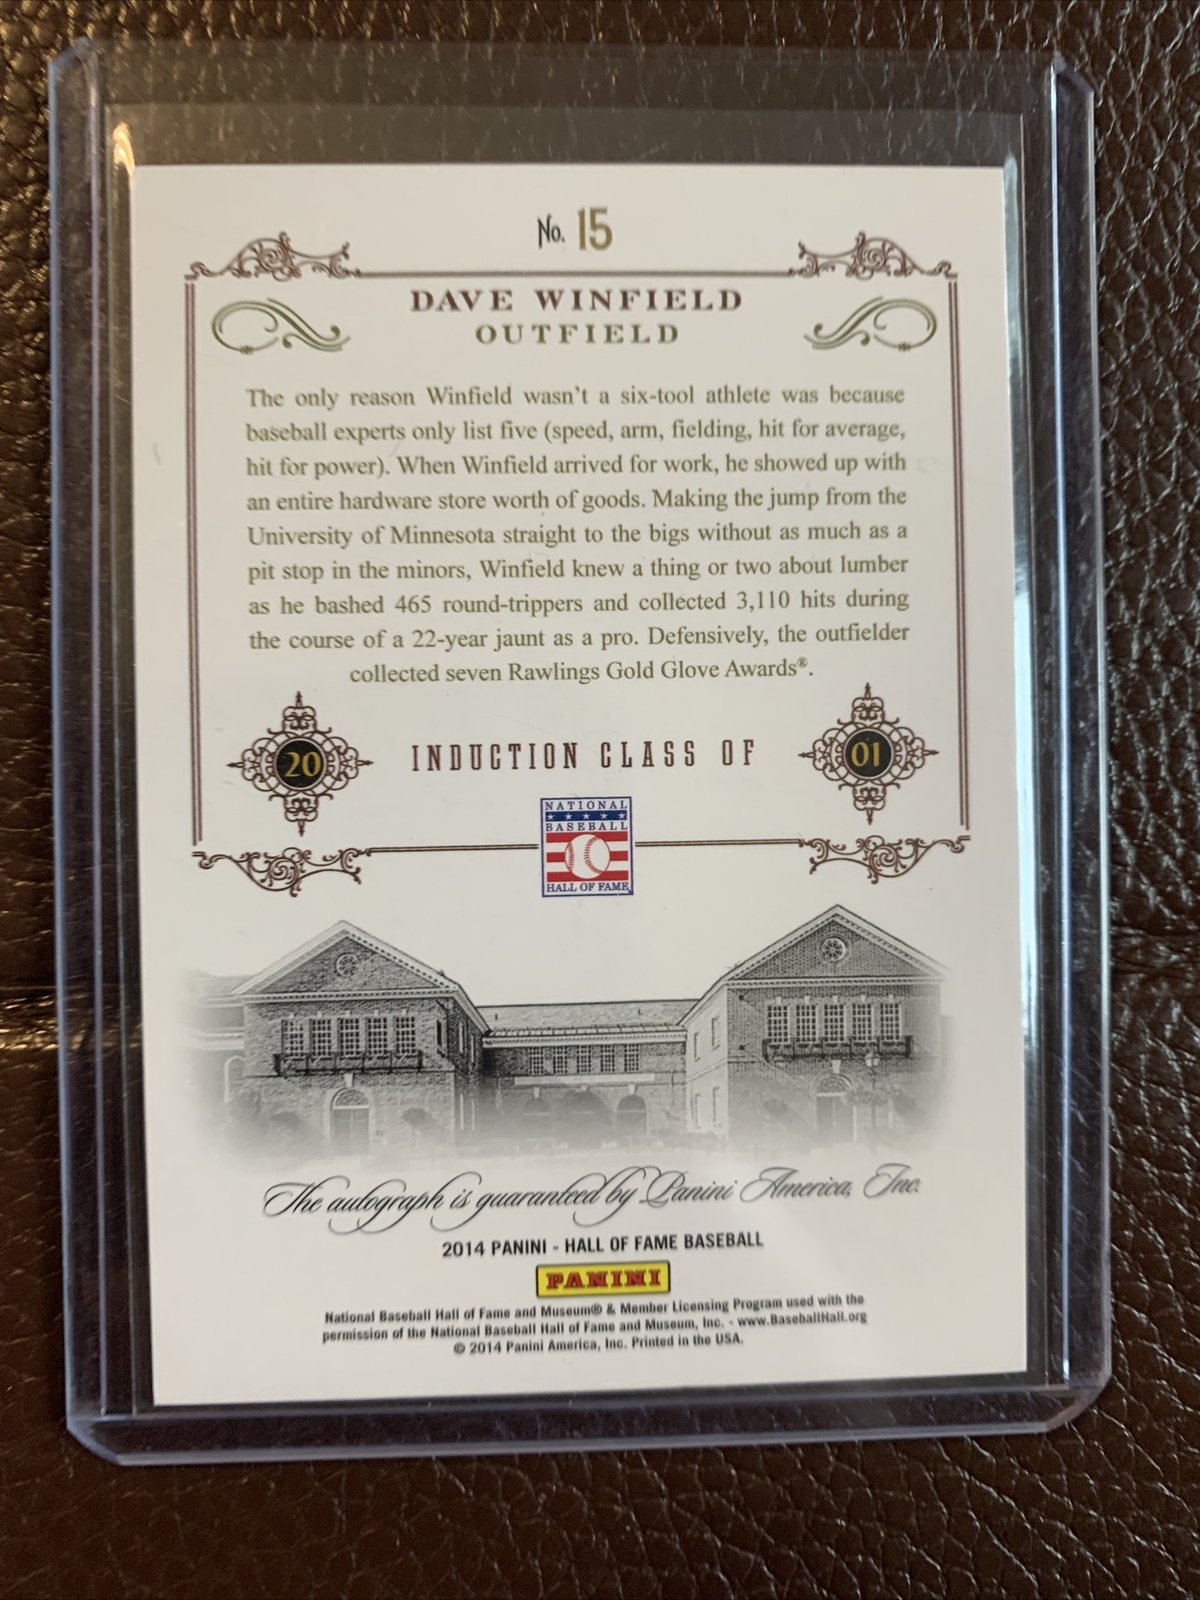 No. 15
DAVE WINFIELD
OUTFIELD
The only reason Winfield wasn't a six-tool athlete was because
baseball experts only list five (speed, arm, fielding, hit for average,
hit for power). When Winfield arrived for work, he showed up with
an entire hardware store worth of goods. Making the jump from the
University of Minnesota straight to the bigs without as much as a
pit stop in the minors, Winfield knew a thing or two about lumber
as he bashed 465 round-trippers and collected 3,110 hits during
the course of a 22-year jaunt as a pro. Defensively, the outfielder
collected seven Rawlings Gold Glove Awards®.
20 INDUCTION CLASS OF 01
NATIONAL
BASEBALL
HALL OF FAME
The autograph is guaranteed by Panini America, Inc.
2014 PANINI - HALL OF FAME BASEBALL
PANINI
National Baseball Hall of Fame and Museum® & Member Licensing Program used with the
permission of the National Baseball Hall of Fame and Museum, Inc. - www.BaseballHall.org
© 2014 Panini America, Inc. Printed in the USA.